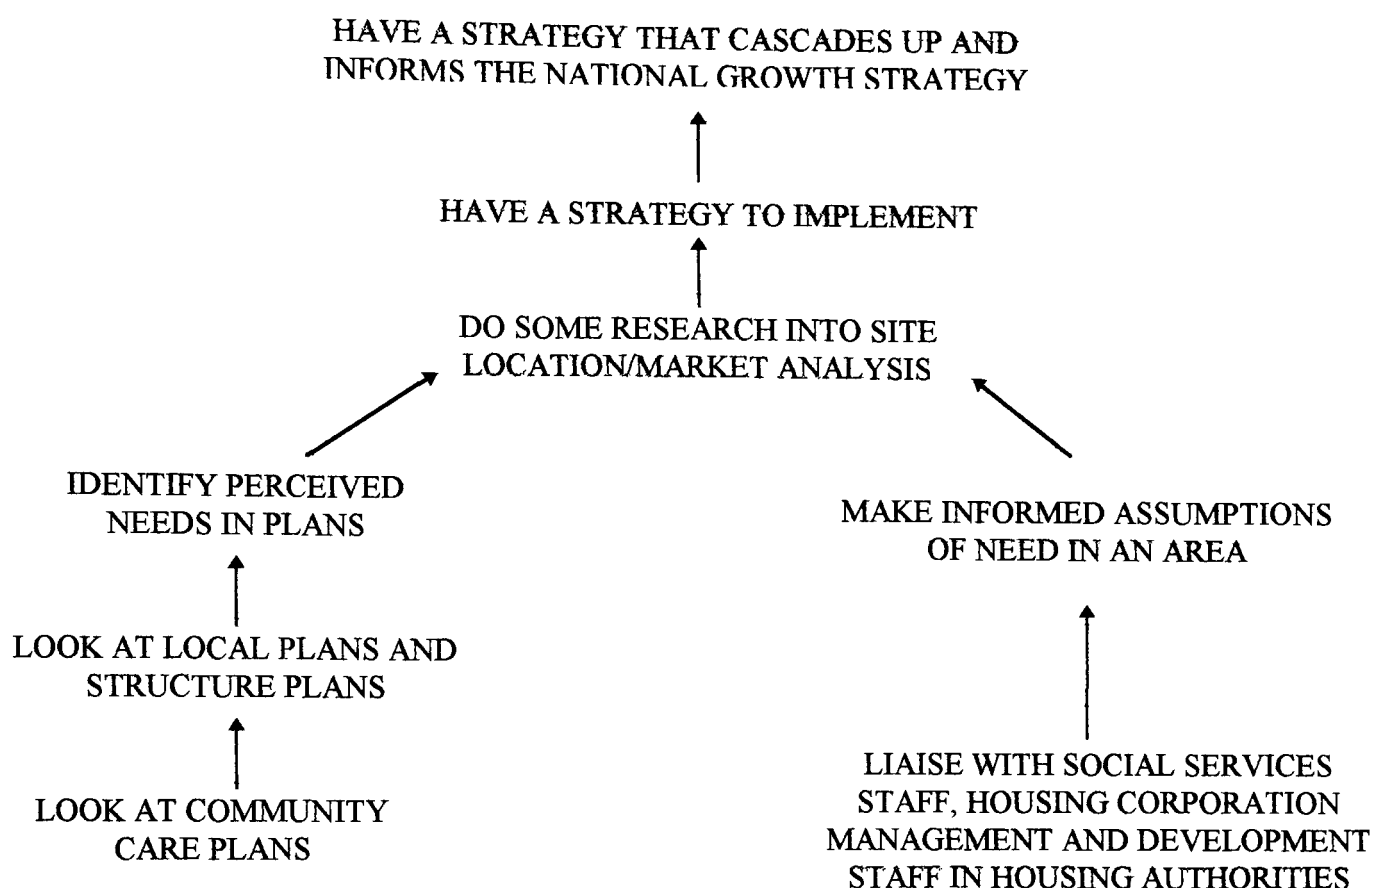 HAVE A STRATEGY THAT CASCADES UP AND
INFORMS THE NATIONAL GROWTH STRATEGY
HAVE A STRATEGY TO IMPLEMENT
DO SOME RESEARCH INTO SITE
LOCATION/MARKET ANALYSIS
IDENTIFY PERCEIVED
NEEDS IN PLANS
MAKE INFORMED ASSUMPTIONS
OF NEED IN AN AREA
LOOK AT LOCAL PLANS AND
STRUCTURE PLANS
LOOK AT COMMUNITY
CARE PLANS
LIAISE WITH SOCIAL SERVICES
STAFF, HOUSING CORPORATION
MANAGEMENT AND DEVELOPMENT
STAFF IN HOUSING AUTHORITIES